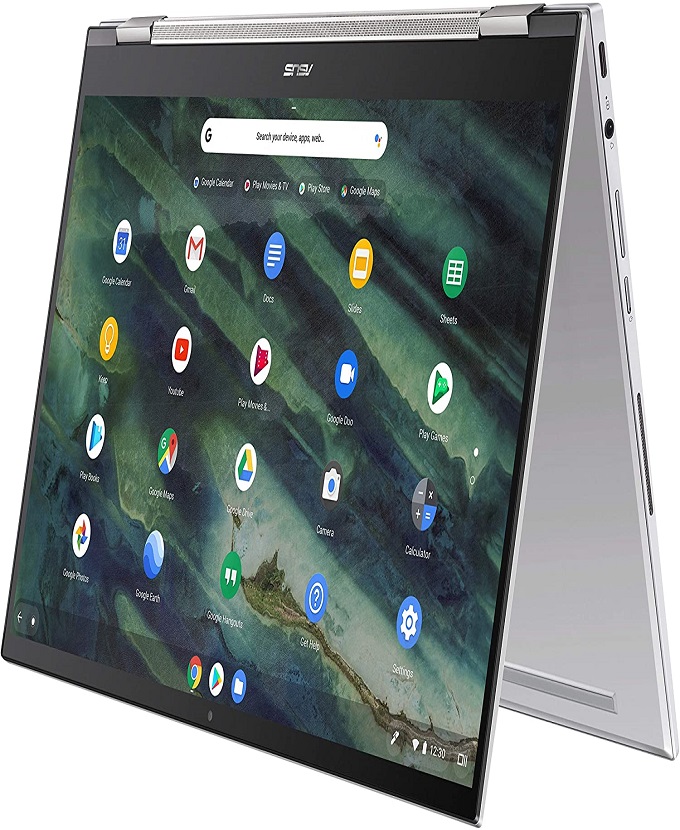 ASUS
G Search your device, apps, web...
Google Calendar Play Movies & TV Play Store Google Maps
31
Google Calendar Gmail Docs Slides Sheets
Keep Youtube Play Movies &... Google Duo Play Games
Play Books Google Maps Google Drive Camera Calculator
Google Photos Google Earth Google Hangouts Get Help Settings
12:30